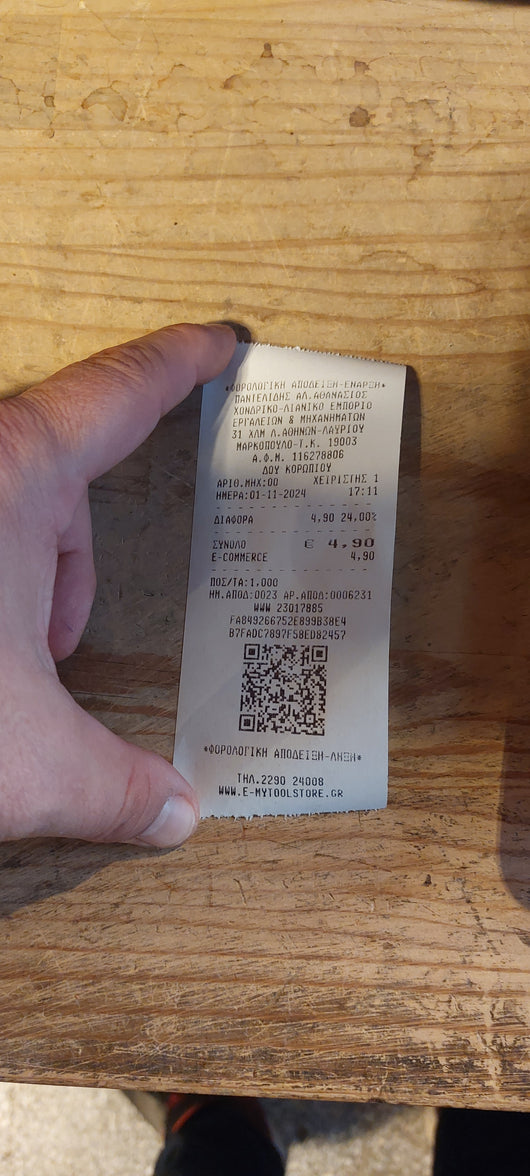 *ΦΟΡΟΛΟΓΙΚΗ ΑΠΟΔΕΙΞΗ-ΕΝΑΡΞΗ*
ΠΑΝΤΕΛΙΔΗΣ ΑΛ.ΑΘΑΝΑΣΙΟΣ
ΧΟΝΔΡΙΚΟ-ΛΙΑΝΙΚΟ ΕΜΠΟΡΙΟ
ΕΡΓΑΛΕΙΩΝ & ΜΗΧΑΝΗΜΑΤΩΝ
31 ΧΛΜ Λ.ΑΘΗΝΩΝ-ΛΑΥΡΙΟΥ
ΜΑΡΚΟΠΟΥΛΟ-Τ.Κ. 19003
Α.Φ.Μ. 116278806
ΔΟΥ ΚΟΡΩΠΙΟΥ
ΑΡΙΘ.ΜΗΧ:00 ΧΕΙΡΙΣΤΗΣ 1
ΗΜΕΡΑ:01-11-2024 17:11
ΔΙΑΦΟΡΑ 4,90 24,00%
ΣΥΝΟΛΟ € 4,90
E-COMMERCE 4,90
ΠΟΣ/ΤΑ:1,000
ΗΜ.ΑΠΟΔ:0023 ΑΡ.ΑΠΟΔ:0006231
WWW 23017885
FA849266752E899B38E4
B7FADC7897F58ED82457
*ΦΟΡΟΛΟΓΙΚΗ ΑΠΟΔΕΙΞΗ-ΛΗΞΗ*
ΤΗΛ.2290 24008
WWW.E-MYTOOLSTORE.GR